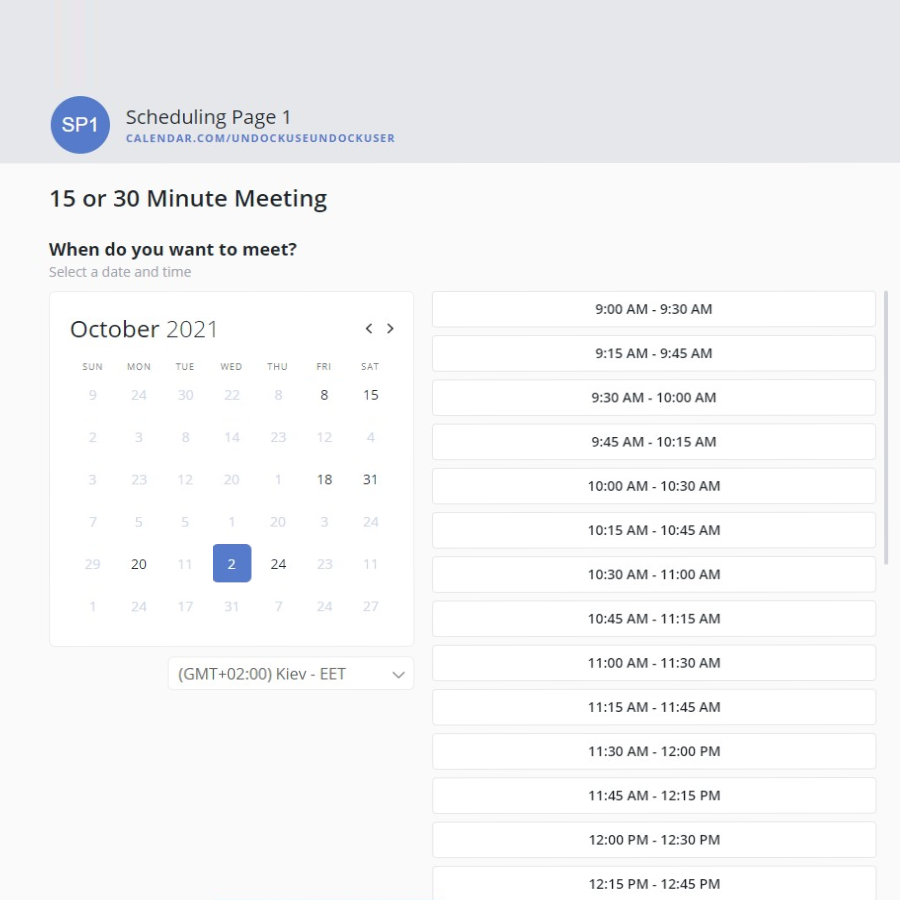 SP1
Scheduling Page 1
CALENDAR.COM/UNDOCKUSEUNDOCKUSER
15 or 30 Minute Meeting
When do you want to meet?
Select a date and time
October 2021
SUN MON TUE WED THU FRI SAT
9 24 30 22 8 8 15
2 3 8 14 23 12 4
3 23 12 20 1 18 31
7 5 5 1 20 3 24
29 20 11 2 24 23 11
1 24 17 31 7 24 27
(GMT+02:00) Kiev - EET
9:00 AM - 9:30 AM
9:15 AM - 9:45 AM
9:30 AM - 10:00 AM
9:45 AM - 10:15 AM
10:00 AM - 10:30 AM
10:15 AM - 10:45 AM
10:30 AM - 11:00 AM
10:45 AM - 11:15 AM
11:00 AM - 11:30 AM
11:15 AM - 11:45 AM
11:30 AM - 12:00 PM
11:45 AM - 12:15 PM
12:00 PM - 12:30 PM
12:15 PM - 12:45 PM